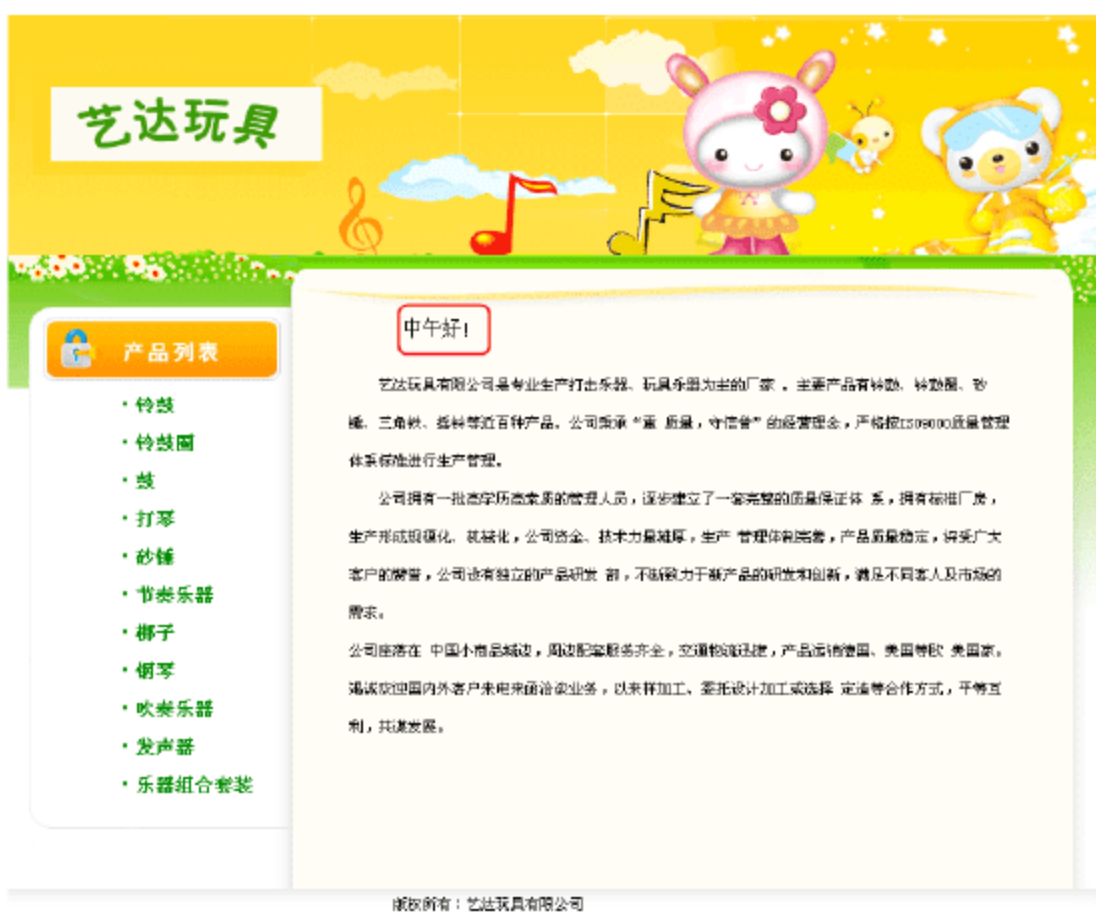 艺达玩具
中午好!
产品列表
·铃鼓
·铃鼓圈
·鼓
·打琴
·砂锤
·节奏乐器
·梆子
·钢琴
·吹奏乐器
·发声器
·乐器组合套装
艺达玩具有限公司是专业生产打击乐器、玩具乐器为主的厂家 。主要产品有铃鼓、铃鼓圈、砂
锤、三角铁、摇铃等近百种产品。公司秉承“重 质量,守信誉”的经营理念,严格按ISO9000质量管理
体系标准进行生产管理。
公司拥有一批高学历高素质的管理人员,逐步建立了一套完整的质量保证体 系,拥有标准厂房,
生产形成规模化、机械化,公司资金、技术力量雄厚,生产 管理体制完善,产品质量稳定,深受广大
客户的赞誉,公司设有独立的产品研发 部,不断致力于新产品的研发和创新,满足不同客人及市场的
需求。
公司座落在 中国小商品城边,周边配套服务齐全,交通物流迅捷,产品远销德国、美国等欧 美国家。
竭诚欢迎国内外客户来电来函洽谈业务,以来样加工、委托设计加工或选择 定造等合作方式,平等互
利,共谋发展。
版权所有:艺达玩具有限公司